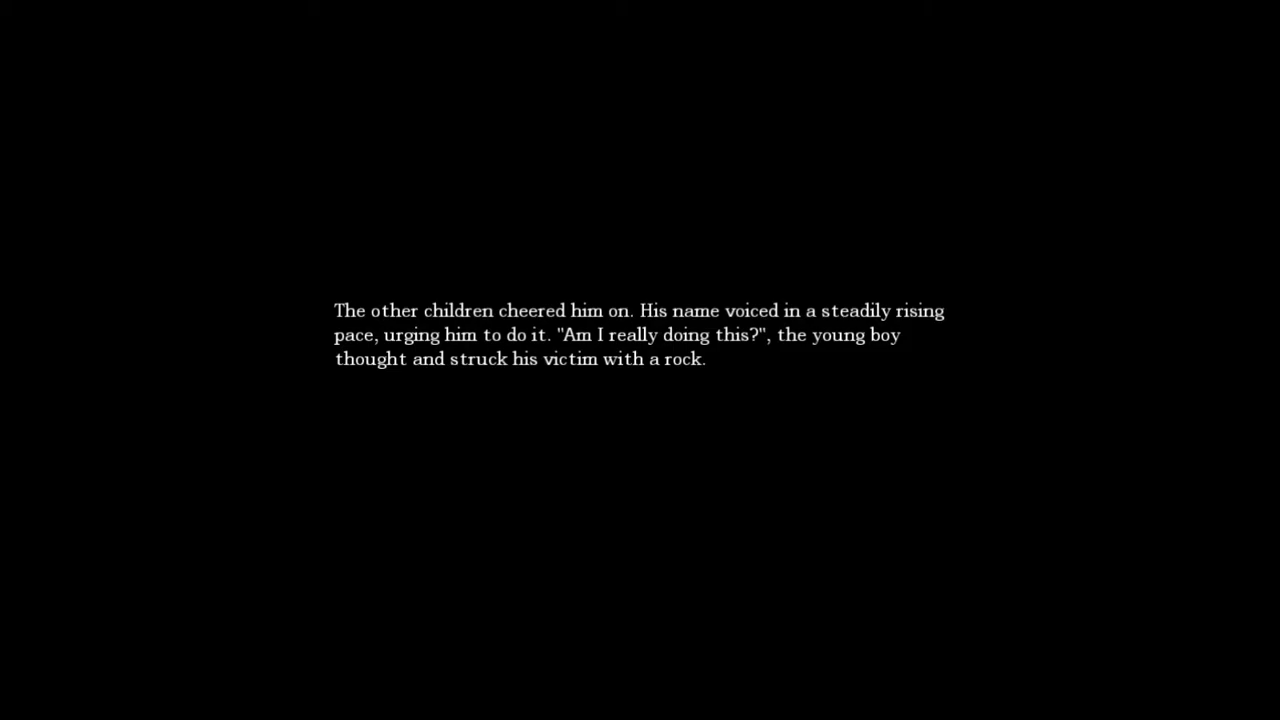 The other children cheered him on. His name voiced in a steadily rising
pace, urging him to do it. "Am I really doing this?", the young boy
thought and struck his victim with a rock.